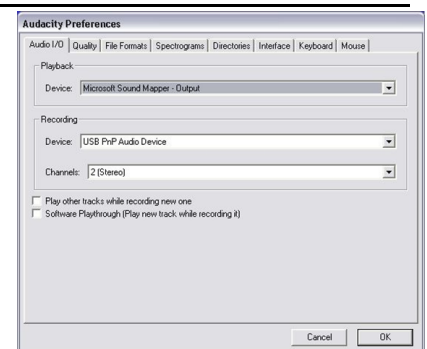 Audacity Preferences
Audio I/O Quality File Formats Spectrograms Directories Interface Keyboard Mouse
Playback
Device: Microsoft Sound Mapper - Output
Recording
Device: USB PnP Audio Device
Channels: 2 (Stereo)
Play other tracks while recording new one
Software Playthrough (Play new track while recording it)
Cancel OK